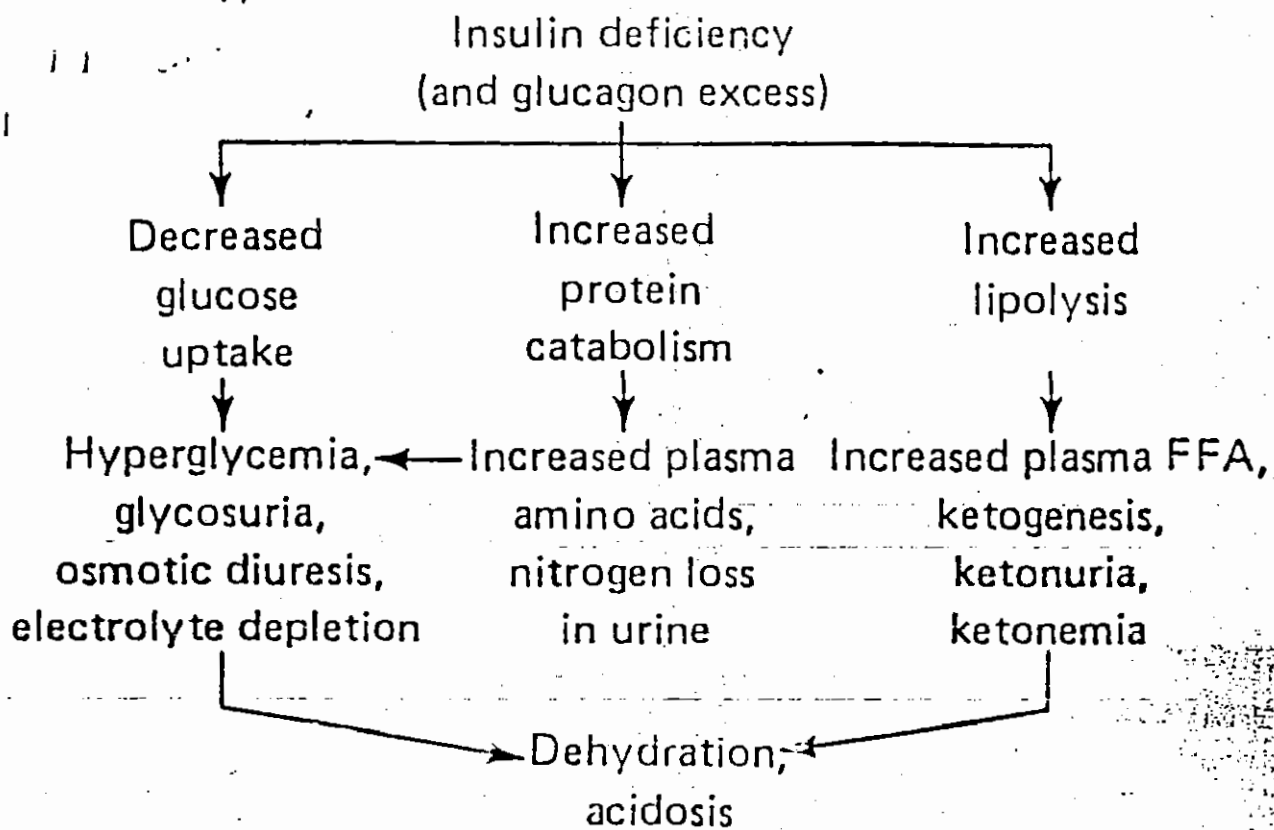 Insulin deficiency
(and glucagon excess)
Decreased
glucose
uptake
Increased
protein
catabolism
Increased
lipolysis
Hyperglycemia,
glycosuria,
osmotic diuresis,
electrolyte depletion
Increased plasma
amino acids,
nitrogen loss
in urine
Increased plasma FFA,
ketogenesis,
ketonuria,
ketonemia
Dehydration,
acidosis